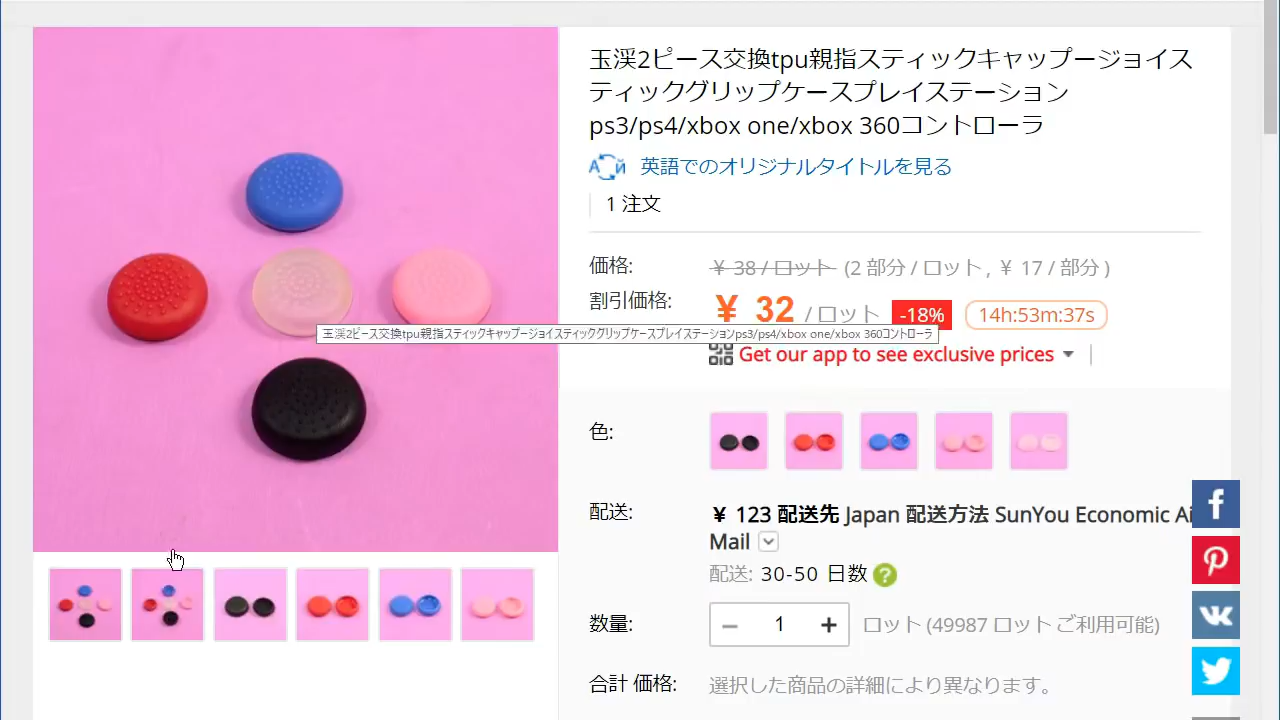 玉渓2ピース交換tpu親指スティックキャップージョイス
ティックグリップケースプレイステーション
ps3/ps4/xbox one/xbox 360コントローラ
英語でのオリジナルタイトルを見る
1 注文
価格: ¥ 38 / ロット (2 部分 / ロット , ¥ 17 / 部分 )
割引価格: ¥ 32 / ロット -18% 14h:53m:37s
玉渓2ピース交換tpu親指スティックキャップージョイスティックグリップケースプレイステーションps3/ps4/xbox one/xbox 360コントローラ
Get our app to see exclusive prices
色:
配送: ¥ 123 配送先 Japan 配送方法 SunYou Economic Ai
Mail
配送: 30-50 日数 ?
数量: − 1 + ロット (49987 ロット ご利用可能)
合計 価格: 選択した商品の詳細により異なります。